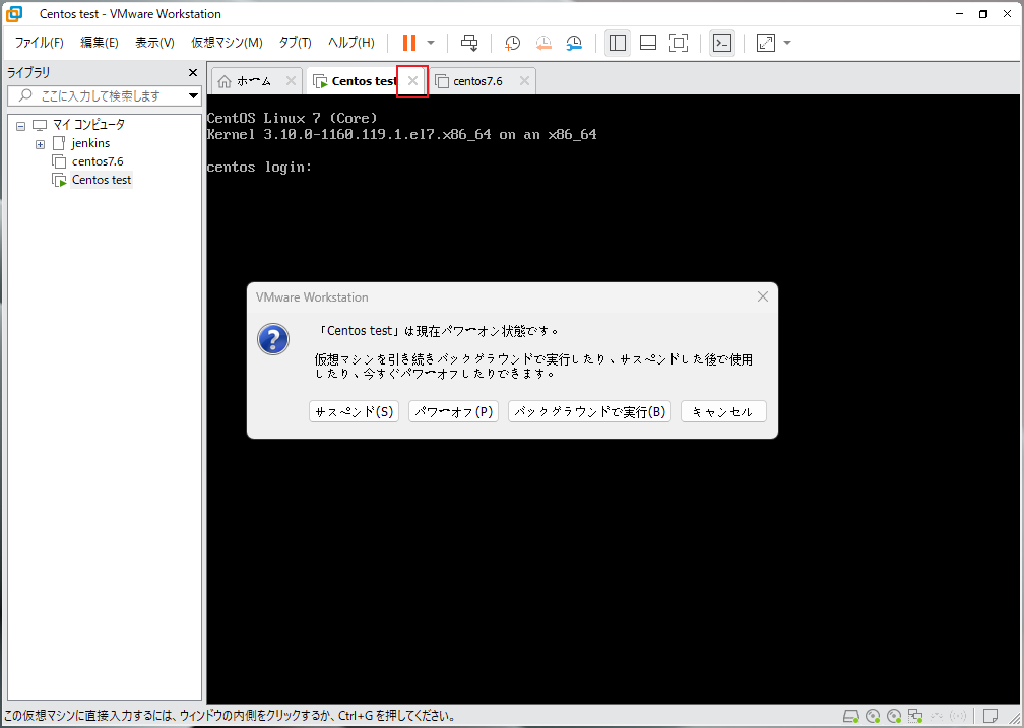 Centos test - VMware Workstation
ファイル(F) 編集(E) 表示(V) 仮想マシン(M) タブ(T) ヘルプ(H)
ライブラリ
ここに入力して検索します
マイ コンピュータ
jenkins
centos7.6
Centos test
ホーム Centos test centos7.6
CentOS Linux 7 (Core)
Kernel 3.10.0-1160.119.1.el7.x86_64 on an x86_64
centos login:
VMware Workstation
「Centos test」は現在パワーオン状態です。
仮想マシンを引き続きバックグラウンドで実行したり、サスペンドした後で使用
したり、今すぐパワーオフしたりできます。
サスペンド(S) パワーオフ(P) バックグラウンドで実行(B) キャンセル
この仮想マシンに直接入力するには、ウィンドウの内側をクリックするか、Ctrl+G を押してください。